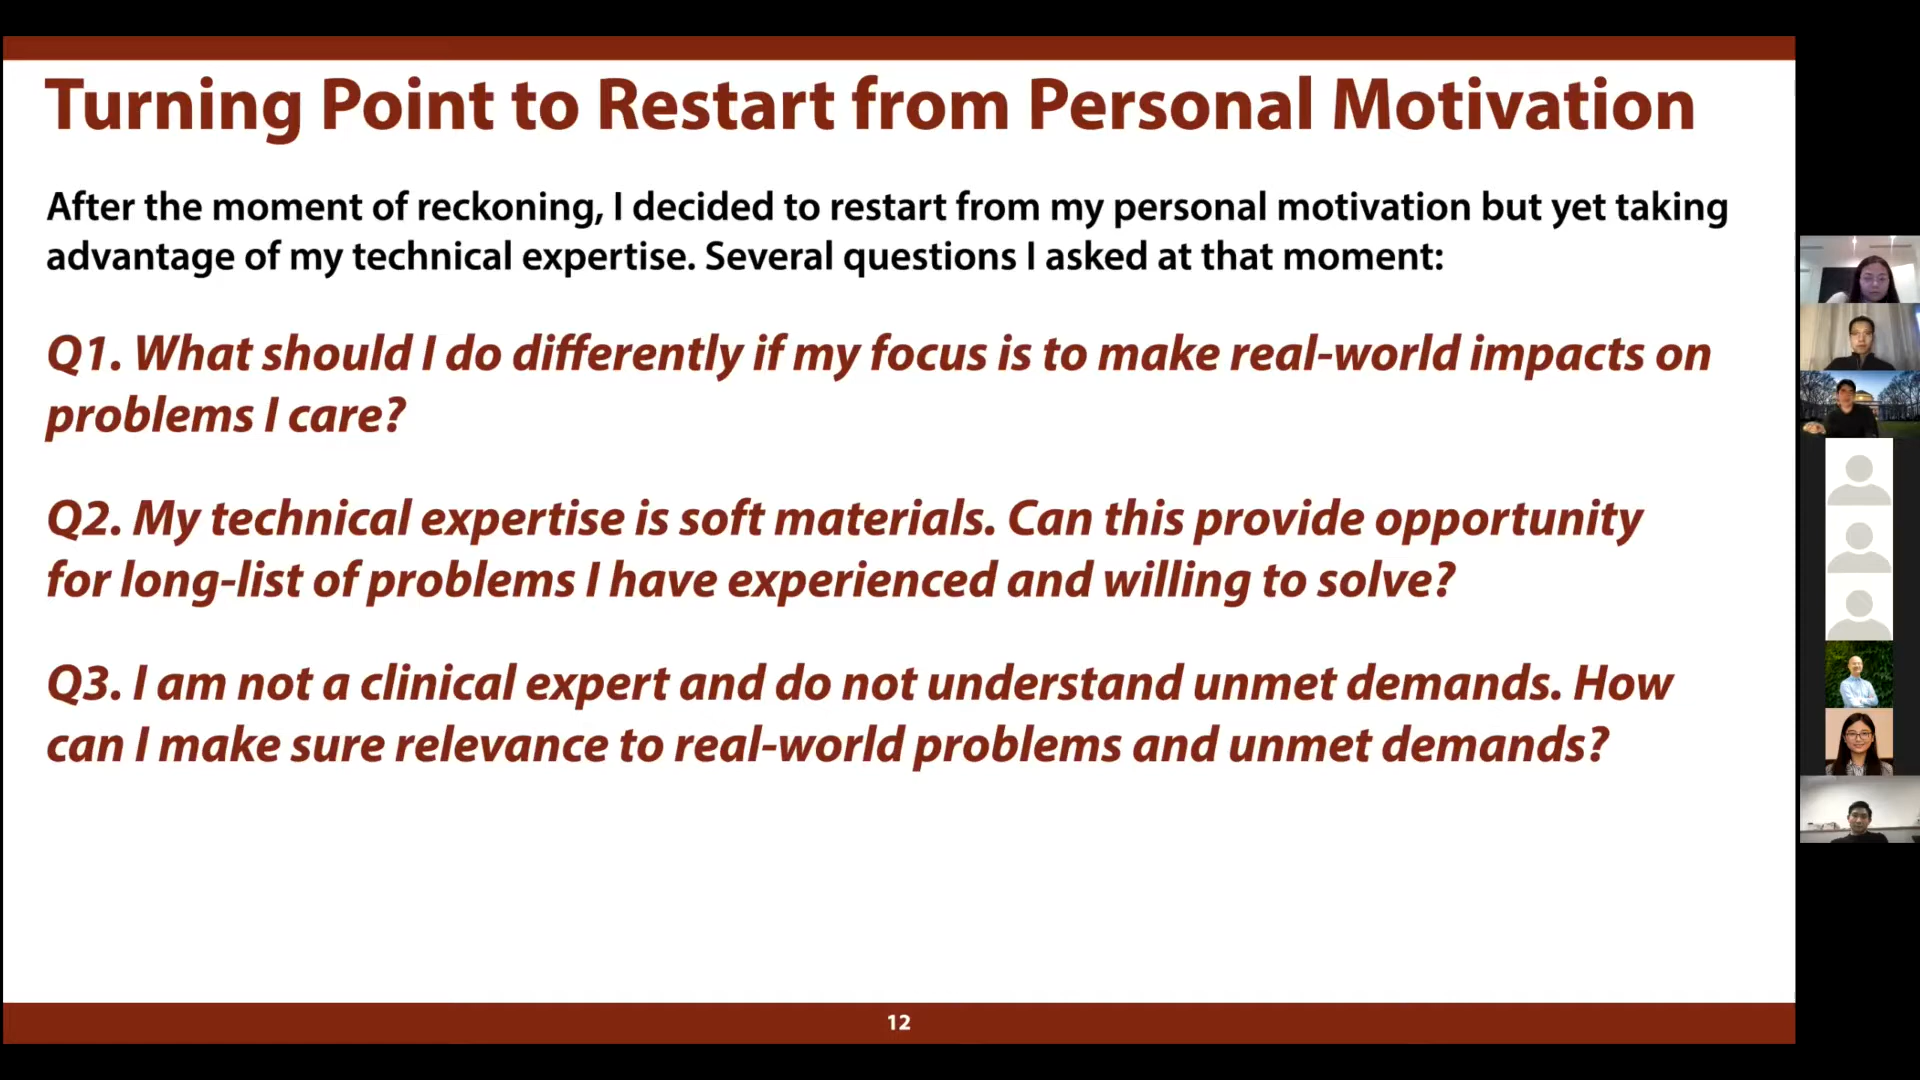 Turning Point to Restart from Personal Motivation
After the moment of reckoning, I decided to restart from my personal motivation but yet taking
advantage of my technical expertise. Several questions I asked at that moment:
Q1. What should I do differently if my focus is to make real-world impacts on
problems I care?
Q2. My technical expertise is soft materials. Can this provide opportunity
for long-list of problems I have experienced and willing to solve?
Q3. I am not a clinical expert and do not understand unmet demands. How
can I make sure relevance to real-world problems and unmet demands?
12